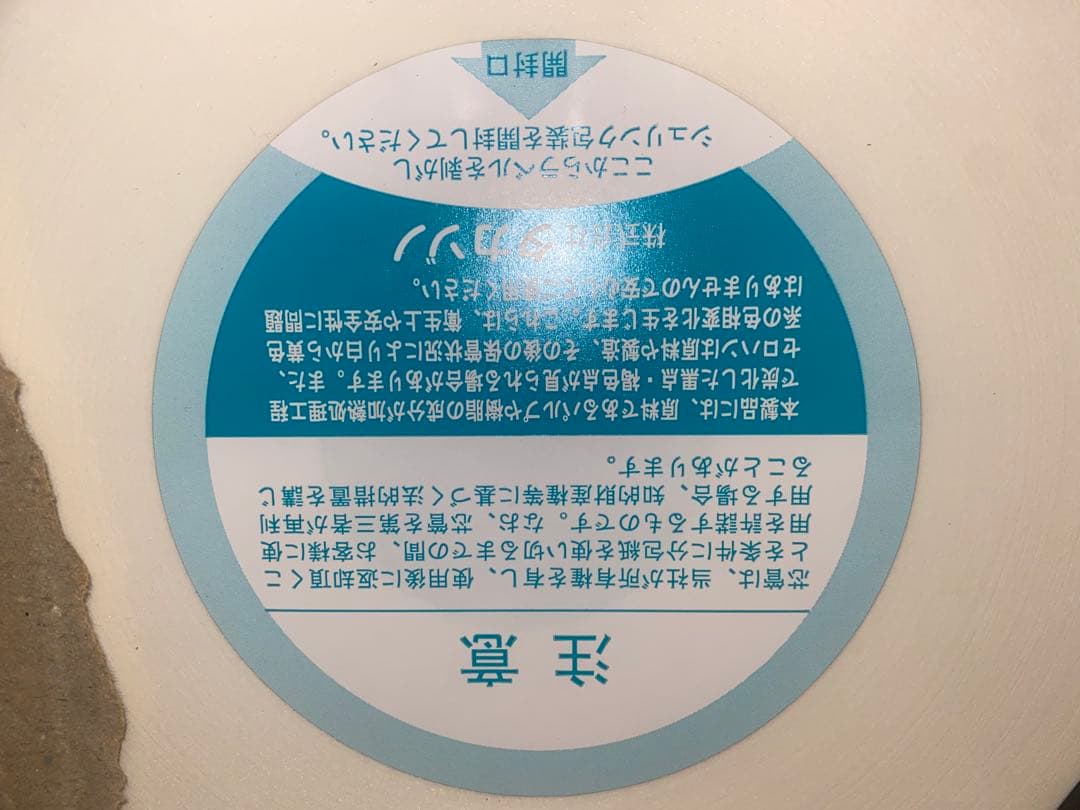 注意
芯管は、当社が所有権を有し、使用後に返却頂くこ
とを条件に分包紙を使い切るまでの間、お客様に使
用を許諾するものです。なお、芯管を第三者が再利
用する場合、知的財産権等に基づく法的措置を講じ
ることがあります。
本製品には、原料であるパルプや樹脂の成分が加熱処理工程
で炭化した黒点・褐色点が見られる場合があります。また、
セロハンは原料や製造、その後の保管状況により白から黄色
系の色相変化を生じます。これらは、衛生上や安全性に問題
はありませんので安心してご使用ください。
株式会社タカゾノ
ここからラベルを剥がし
シュリンク包装を開封してください。
開封口